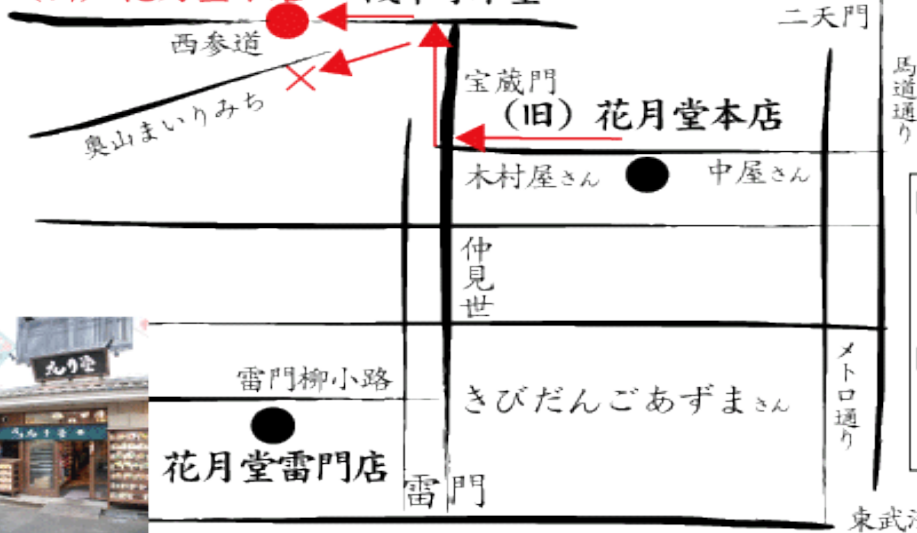 二天門
西参道
馬道通り
宝蔵門
(旧)花月堂本店
奥山まいりみち
木村屋さん
中屋さん
仲見世
メトロ通り
雷門柳小路
きびだんごあずまさん
花月堂雷門店
雷門
東武